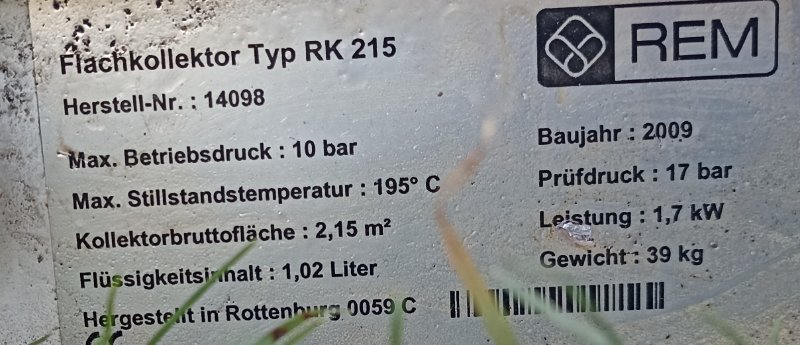 Flachkollektor Typ RK 215
REM
Herstell-Nr. : 14098
Max. Betriebsdruck : 10 bar
Baujahr : 2009
Max. Stillstandstemperatur : 195° C
Prüfdruck : 17 bar
Kollektorbruttofläche : 2,15 m²
Leistung : 1,7 kW
Flüssigkeitsinhalt : 1,02 Liter
Gewicht : 39 kg
Hergestellt in Rottenburg 0059 C